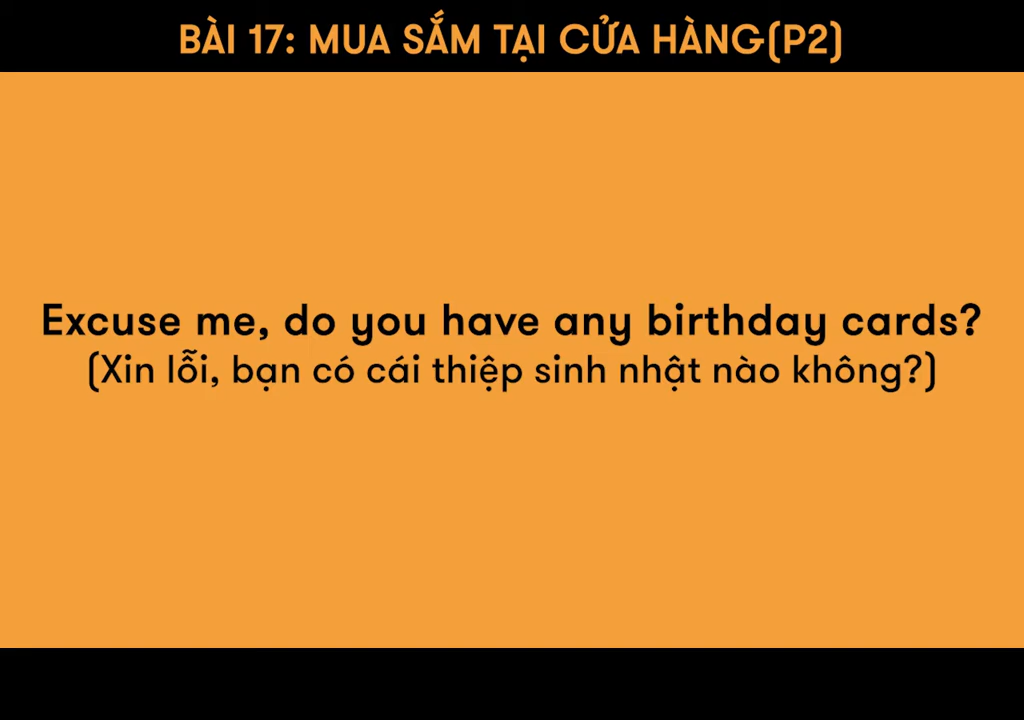 BÀI 17: MUA SẮM TẠI CỬA HÀNG(P2)
Excuse me, do you have any birthday cards?
(Xin lỗi, bạn có cái thiệp sinh nhật nào không?)